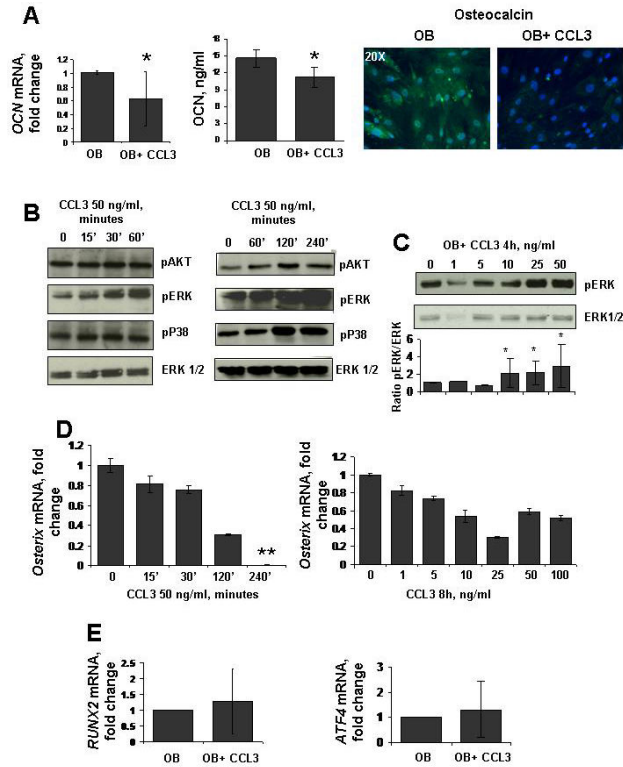 A
OCN mRNA,
fold change
1.2
1
0.8
0.6
0.4
0.2
0
*
OB
OB+ CCL3
OCN, ng/ml
18
15
12
9
6
3
0
*
OB
OB+ CCL3
Osteocalcin
OB
OB+ CCL3
20X
B
CCL3 50 ng/ml,
minutes
0 15' 30' 60'
pAKT
pERK
pP38
ERK 1/2
CCL3 50 ng/ml,
minutes
0 60' 120' 240'
pAKT
pERK
pP38
ERK 1/2
C
OB+ CCL3 4h, ng/ml
0 1 5 10 25 50
pERK
ERK1/2
Ratio pERK/ERK
6
4
2
0
* * *
D
Osterix mRNA, fold
change
1.2
1
0.8
0.6
0.4
0.2
0
**
0 15' 30' 120' 240'
CCL3 50 ng/ml, minutes
Osterix mRNA, fold
change
1.2
1
0.8
0.6
0.4
0.2
0
0 1 5 10 25 50 100
CCL3 8h, ng/ml
E
RUNX2 mRNA,
fold change
2.5
2
1.5
1
0.5
0
OB
OB+ CCL3
ATF4 mRNA,
fold change
3
2
1
0
OB
OB+ CCL3